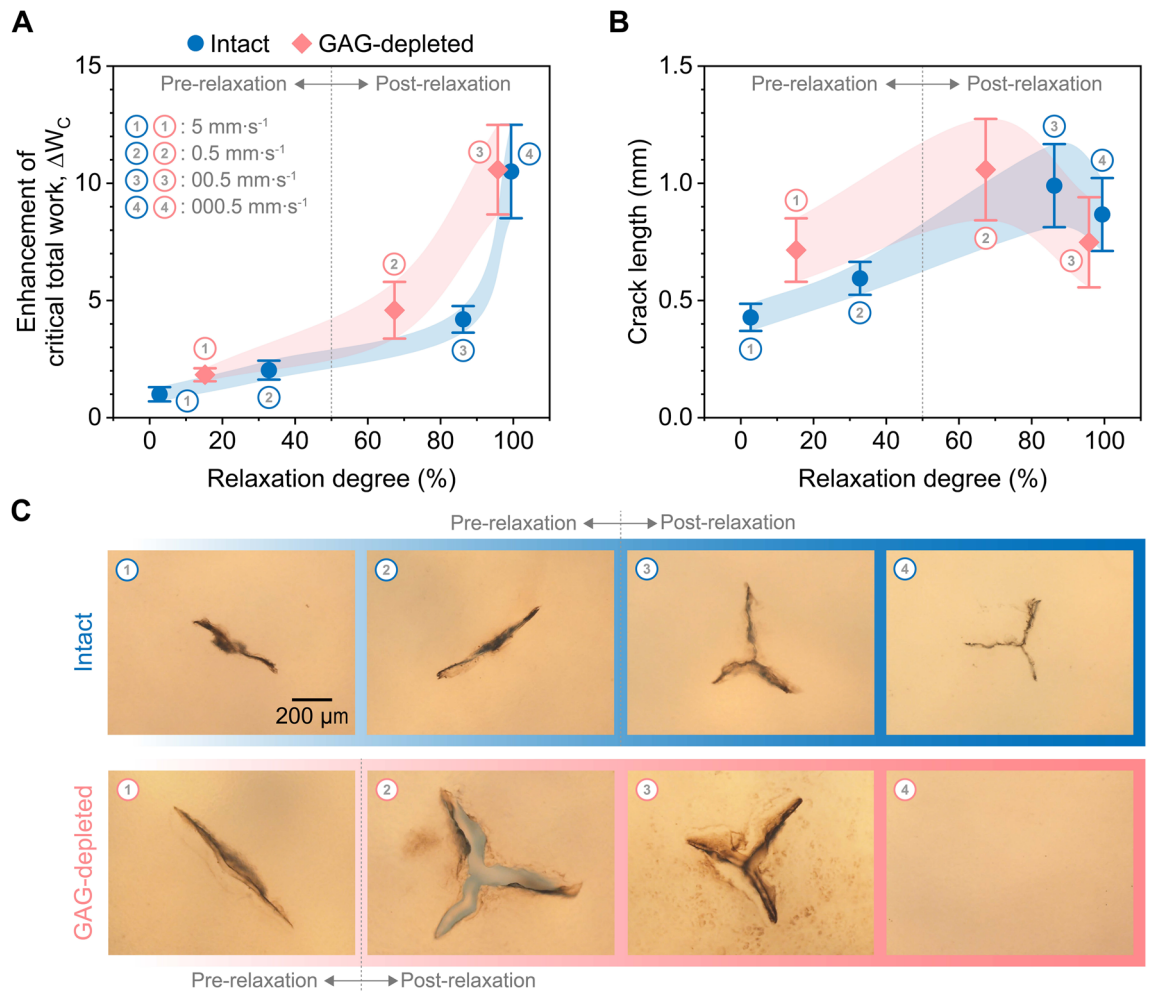 A
Intact GAG-depleted
Pre-relaxation Post-relaxation
① ① : 5 mm·s⁻¹
② ② : 0.5 mm·s⁻¹
③ ③ : 00.5 mm·s⁻¹
④ ④ : 000.5 mm·s⁻¹
Enhancement of
critical total work, ΔW_C
15
10
5
0
① ① ② ② ③ ③ ④
0 20 40 60 80 100
Relaxation degree (%)
B
Pre-relaxation Post-relaxation
Crack length (mm)
1.5
1.0
0.5
0.0
① ① ② ② ③ ③ ④
0 20 40 60 80 100
Relaxation degree (%)
C
Pre-relaxation Post-relaxation
Intact
① ② ③ ④
200 μm
GAG-depleted
① ② ③ ④
Pre-relaxation Post-relaxation